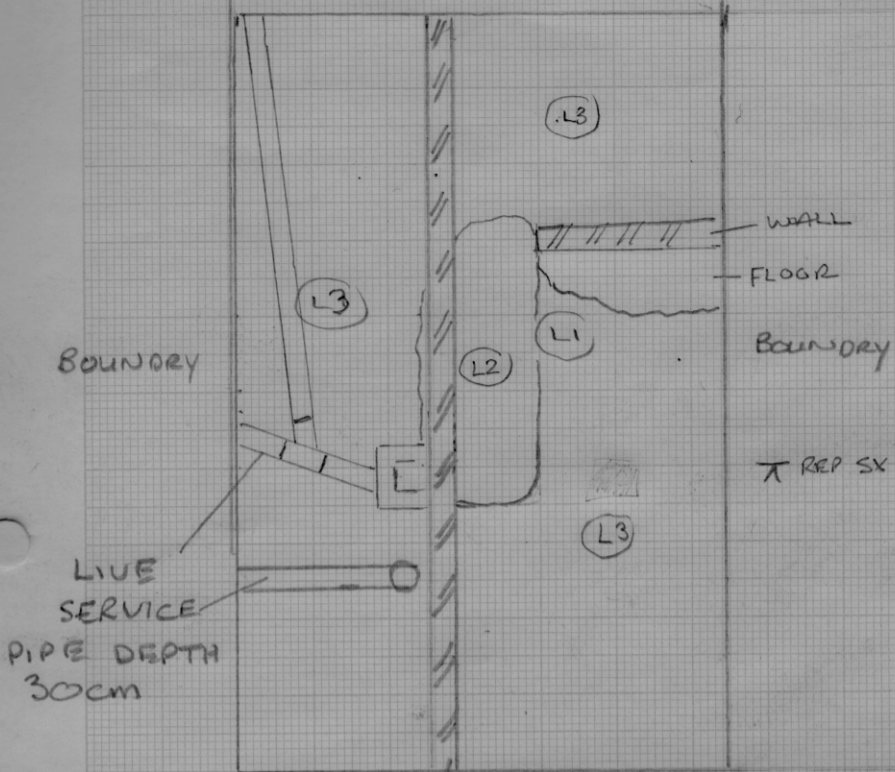 L3
WALL
FLOOR
L3
L1
BOUNDRY
BOUNDRY
L2
REP SX
L3
LIVE
SERVICE
PIPE DEPTH
30cm